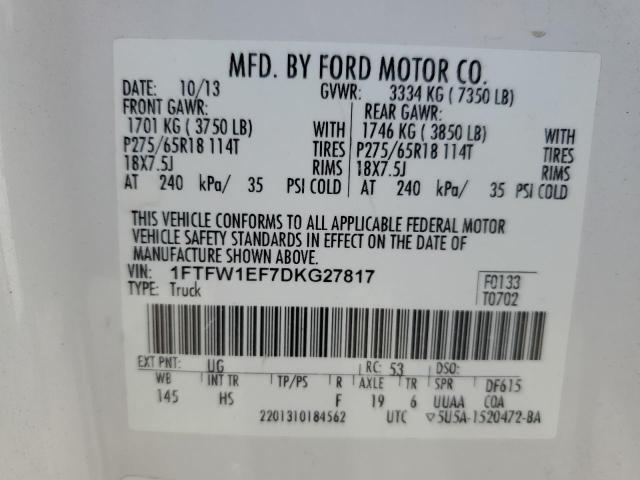 MFD. BY FORD MOTOR CO.
DATE: 10/13 GVWR: 3334 KG ( 7350 LB)
FRONT GAWR: REAR GAWR:
1701 KG ( 3750 LB) WITH 1746 KG ( 3850 LB) WITH
P275/65R18 114T TIRES P275/65R18 114T TIRES
18X7.5J RIMS 18X7.5J RIMS
AT 240 kPa/ 35 PSI COLD AT 240 kPa/ 35 PSI COLD
THIS VEHICLE CONFORMS TO ALL APPLICABLE FEDERAL MOTOR
VEHICLE SAFETY STANDARDS IN EFFECT ON THE DATE OF
MANUFACTURE SHOWN ABOVE.
VIN: 1FTFW1EF7DKG27817 F0133
TYPE: Truck T0702
EXT PNT: UG RC: 53 DSO:
WB INT TR TP/PS R AXLE TR SPR DF615
145 HS F 19 6 UUAA COA
2201310184562 UTC ▽5U5A-1520472-BA